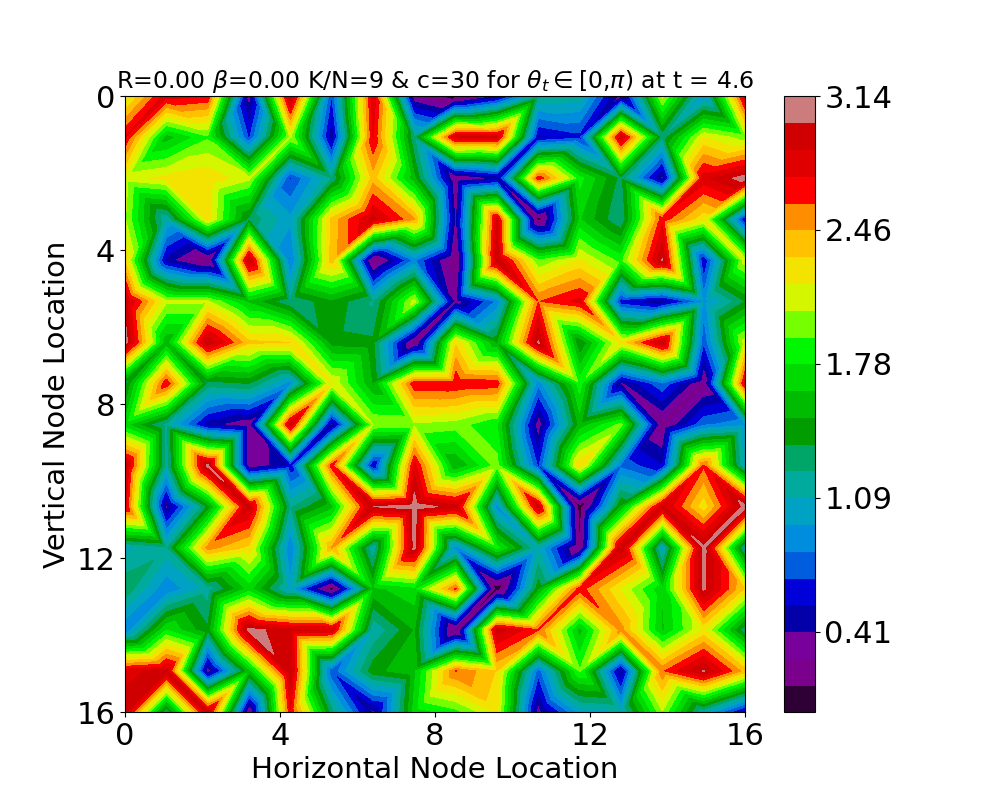 R=0.00 β=0.00 K/N=9 & c=30 for θₜ∈[0,π) at t = 4.6
Vertical Node Location
0
4
8
12
16
0 4 8 12 16
Horizontal Node Location
3.14
2.46
1.78
1.09
0.41